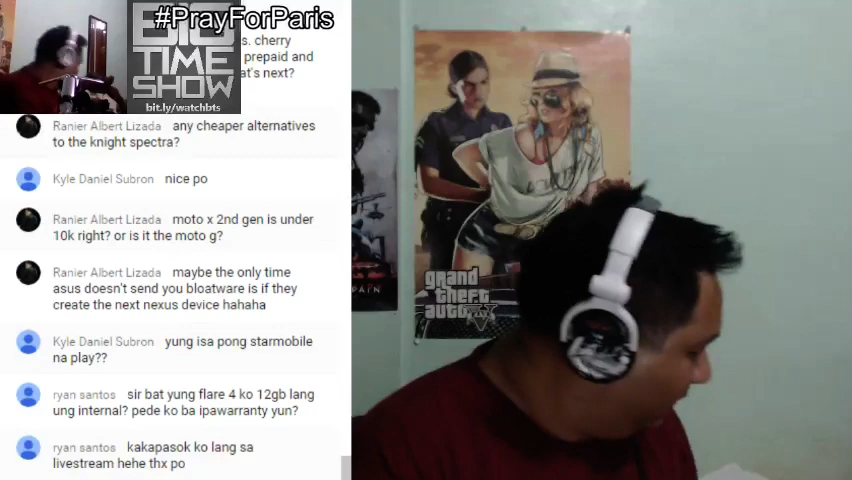 #PrayForParis
BIG
TIME
SHOW
bit.ly/watchbts
s. cherry
prepaid and
at's next?
Ranier Albert Lizada any cheaper alternatives
to the knight spectra?
Kyle Daniel Subron nice po
Ranier Albert Lizada moto x 2nd gen is under
10k right? or is it the moto g?
Ranier Albert Lizada maybe the only time
asus doesn't send you bloatware is if they
create the next nexus device hahaha
Kyle Daniel Subron yung isa pong starmobile
na play??
ryan santos sir bat yung flare 4 ko 12gb lang
ung internal? pede ko ba ipawarranty yun?
ryan santos kakapasok ko lang sa
livestream hehe thx po
PAIN
grand
theft
auto V